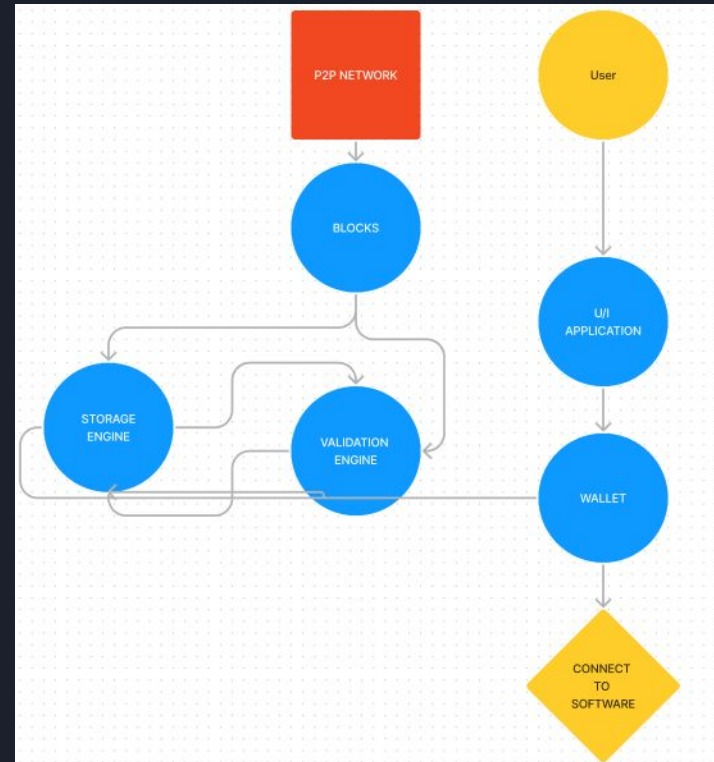 P2P NETWORK
User
BLOCKS
U/I
APPLICATION
STORAGE
ENGINE
VALIDATION
ENGINE
WALLET
CONNECT
TO
SOFTWARE